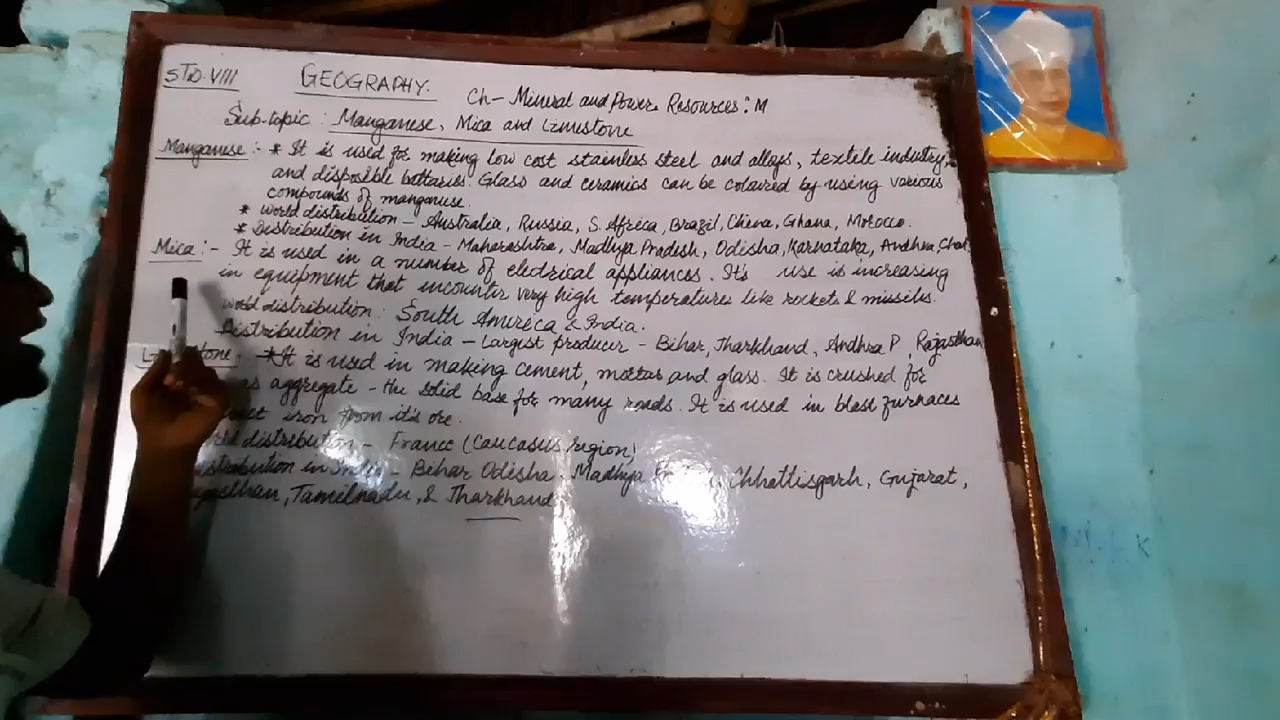 STD. VIII GEOGRAPHY.
Ch- Mineral and Power Resources: M
Sub-topic : Manganese, Mica and Limestone
Manganese :- * It is used for making low cost stainless steel and alloys, textile industry,
and disposible battaries. Glass and ceramics can be coloured by using various
compounds of manganese.
* World distribution - Australia, Russia, S. Africa, Brazil, China, Ghana, Morocco.
* Distribution in India - Maharashtra, Madhya Pradesh, Odisha, Karnataka, Andhra,
Mica :- It is used in a number of electrical appliances. It's use is increasing
in equipment that incounter very high temperatures like rockets & missiles.
World distribution : South America & India.
Distribution in India - Largest producer - Bihar, Jharkhand, Andhra P, Rajasthan
* It is used in making cement, mortar and glass. It is crushed for
as aggregate - the solid base for many roads. It is used in blast furnaces
iron from it's ore.
distribution - France (Caucasus region)
in India - Bihar Odisha, Madhya Chhattisgarh, Gujarat,
Tamilnadu, & Jharkhand